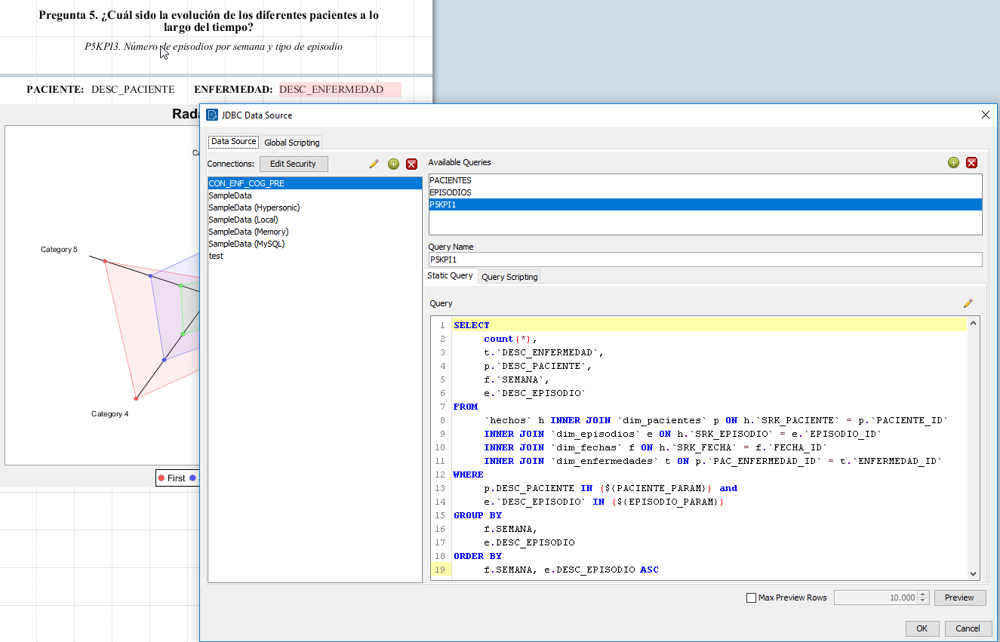 Pregunta 5. ¿Cuál sido la evolución de los diferentes pacientes a lo
largo del tiempo?
P5KPI3. Número de episodios por semana y tipo de episodio
PACIENTE: DESC_PACIENTE ENFERMEDAD: DESC_ENFERMEDAD
Rada
Ca
Category 5
Category 4
First
JDBC Data Source
Data Source Global Scripting
Connections: Edit Security
CON_ENF_COG_PRE
SampleData
SampleData (Hypersonic)
SampleData (Local)
SampleData (Memory)
SampleData (MySQL)
test
Available Queries
PACIENTES
EPISODIOS
P5KPI1
Query Name
P5KPI1
Static Query Query Scripting
Query
1 SELECT
2 count(*),
3 t.`DESC_ENFERMEDAD`,
4 p.`DESC_PACIENTE`,
5 f.`SEMANA`,
6 e.`DESC_EPISODIO`
7 FROM
8 `hechos` h INNER JOIN `dim_pacientes` p ON h.`SRK_PACIENTE` = p.`PACIENTE_ID`
9 INNER JOIN `dim_episodios` e ON h.`SRK_EPISODIO` = e.`EPISODIO_ID`
10 INNER JOIN `dim_fechas` f ON h.`SRK_FECHA` = f.`FECHA_ID`
11 INNER JOIN `dim_enfermedades` t ON p.`PAC_ENFERMEDAD_ID` = t.`ENFERMEDAD_ID`
12 WHERE
13 p.DESC_PACIENTE IN (${PACIENTE_PARAM}) and
14 e.`DESC_EPISODIO` IN (${EPISODIO_PARAM})
15 GROUP BY
16 f.SEMANA,
17 e.DESC_EPISODIO
18 ORDER BY
19 f.SEMANA, e.DESC_EPISODIO ASC
Max Preview Rows 10.000 Preview
OK Cancel